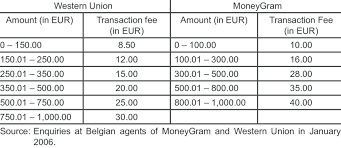 Western Union MoneyGram
Amount (in EUR) Transaction fee (in EUR) Amount (in EUR) Transaction Fee (in EUR)
0 – 150.00 8.50 0 – 100.00 10.00
150.01 – 250.00 12.00 100.01 – 300.00 16.00
250.01 – 350.00 15.00 300.01 – 500.00 28.00
350.01 – 500.00 20.00 500.01 – 800.00 35.00
500.01 – 750.00 25.00 800.01 – 1,000.00 40.00
750.01 – 1,000.00 30.00
Source: Enquiries at Belgian agents of MoneyGram and Western Union in January
2006.